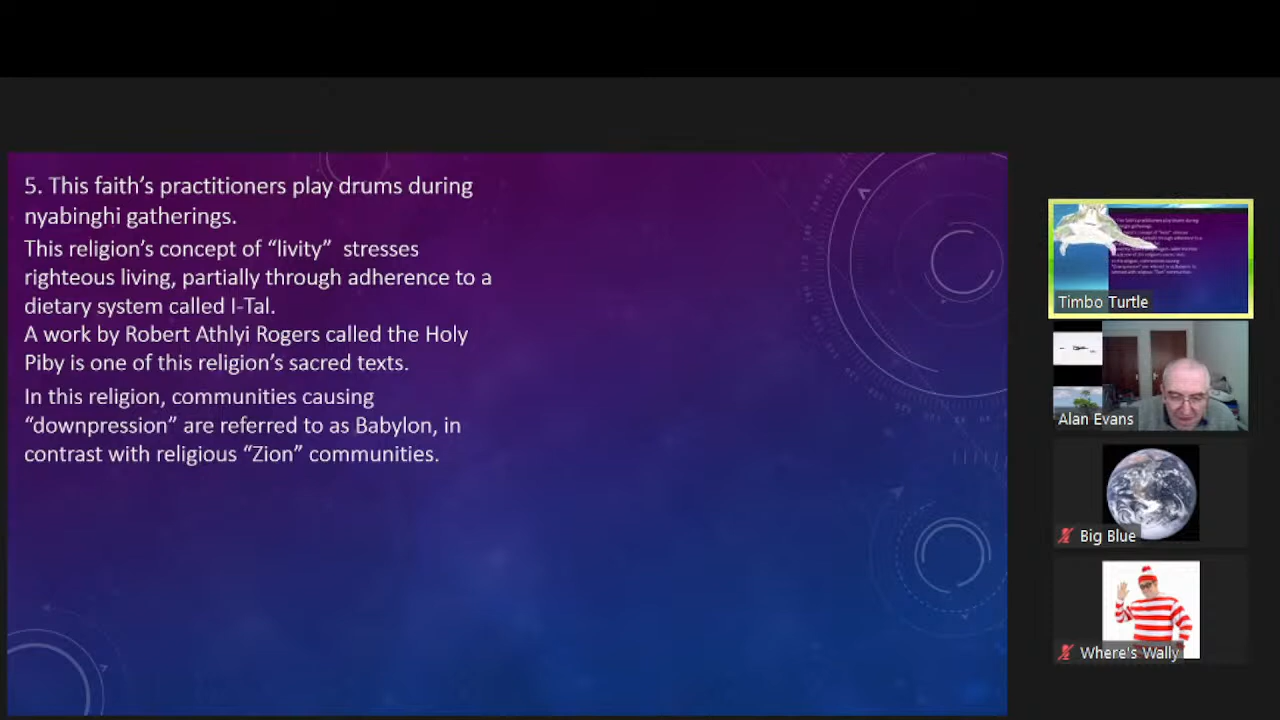 5. This faith’s practitioners play drums during
nyabinghi gatherings.
This religion’s concept of “livity”  stresses
righteous living, partially through adherence to a
dietary system called I-Tal.
A work by Robert Athlyi Rogers called the Holy
Piby is one of this religion’s sacred texts.
In this religion, communities causing
“downpression” are referred to as Babylon, in
contrast with religious “Zion” communities.
Timbo Turtle
Alan Evans
Big Blue
Where's Wally